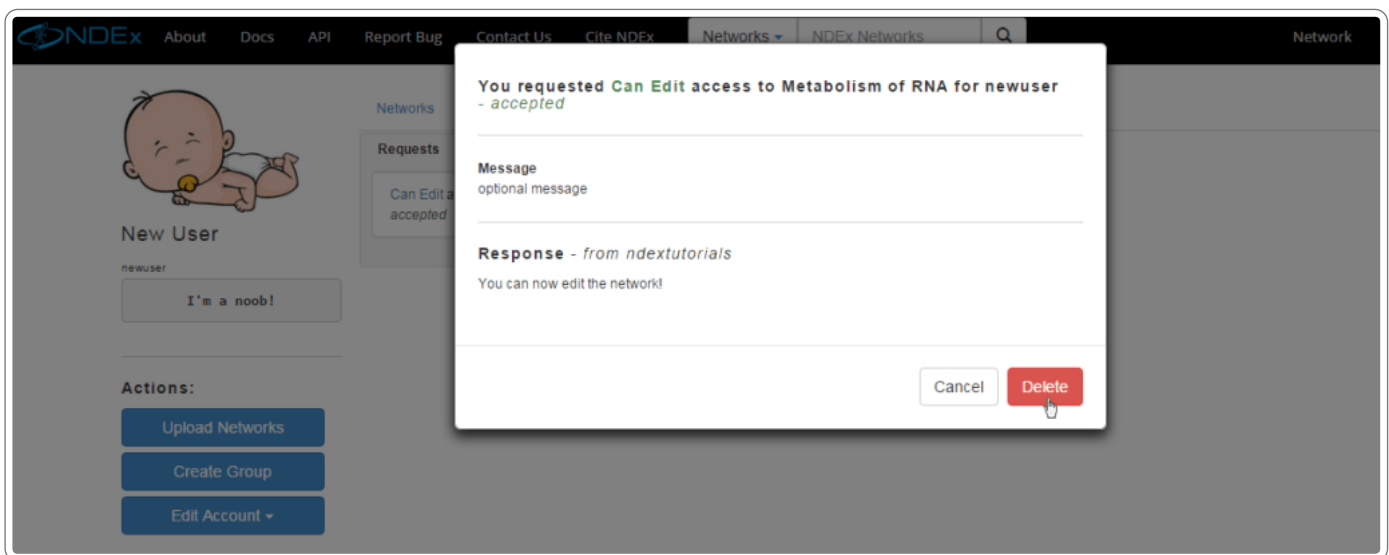 NDEx About Docs API Report Bug Contact Us Cite NDEx Networks NDEx Networks Network
You requested Can Edit access to Metabolism of RNA for newuser
- accepted
Networks
Requests
Message
optional message
Can Edit a
accepted
New User
newuser
I'm a noob!
Response - from ndextutorials
You can now edit the network!
Cancel Delete
Actions:
Upload Networks
Create Group
Edit Account